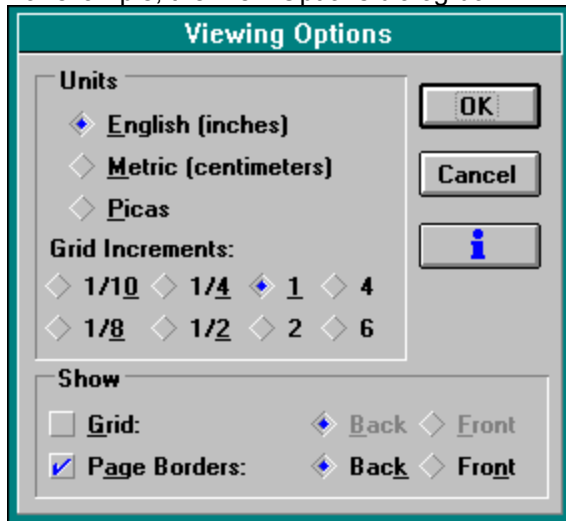 Viewing Options
Units
English (inches)
Metric (centimeters)
Picas
Grid Increments:
1/10 1/4 1 4
1/8 1/2 2 6
OK
Cancel
i
Show
Grid: Back Front
Page Borders: Back Front